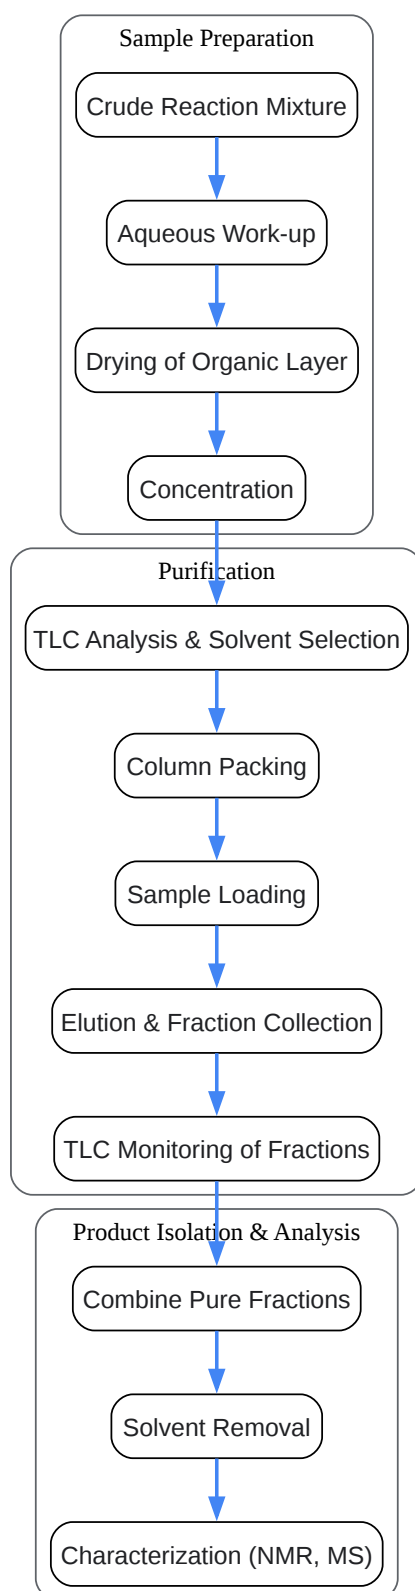 Sample Preparation
Crude Reaction Mixture
Aqueous Work-up
Drying of Organic Layer
Concentration
Purification
TLC Analysis & Solvent Selection
Column Packing
Sample Loading
Elution & Fraction Collection
TLC Monitoring of Fractions
Product Isolation & Analysis
Combine Pure Fractions
Solvent Removal
Characterization (NMR, MS)